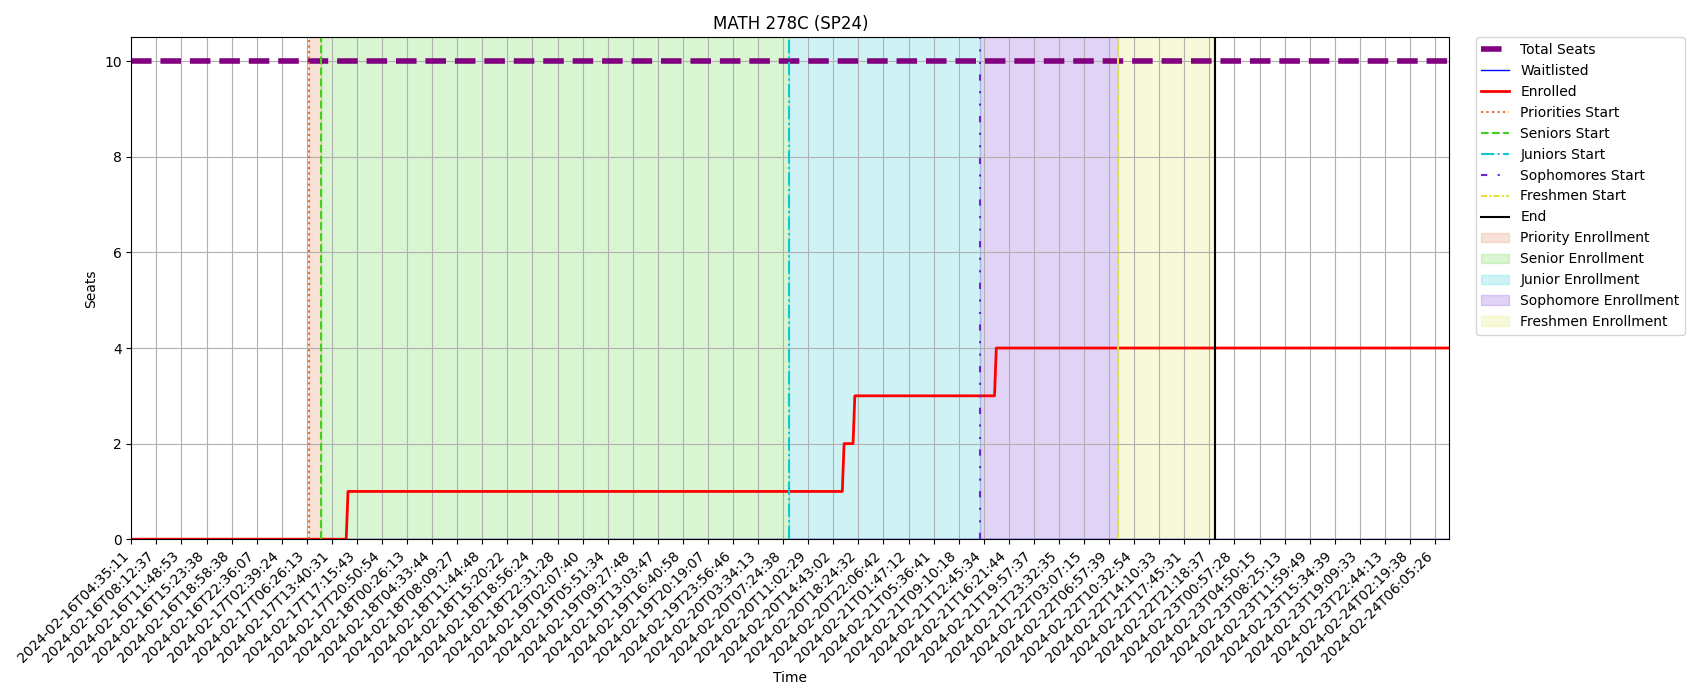 MATH 278C (SP24)
Total Seats
Waitlisted
Enrolled
Priorities Start
Seniors Start
Juniors Start
Sophomores Start
Freshmen Start
End
Priority Enrollment
Senior Enrollment
Junior Enrollment
Sophomore Enrollment
Freshmen Enrollment
10
8
6
4
2
0
Seats
2024-02-16T04:35:11
2024-02-16T08:12:37
2024-02-16T11:48:53
2024-02-16T15:23:38
2024-02-16T18:58:38
2024-02-16T22:36:07
2024-02-17T02:39:24
2024-02-17T06:26:13
2024-02-17T13:40:31
2024-02-17T17:15:43
2024-02-17T20:50:54
2024-02-18T00:26:13
2024-02-18T04:33:44
2024-02-18T08:09:27
2024-02-18T11:44:48
2024-02-18T15:20:22
2024-02-18T18:56:24
2024-02-18T22:31:28
2024-02-19T02:07:40
2024-02-19T05:51:34
2024-02-19T09:27:48
2024-02-19T13:03:47
2024-02-19T16:40:58
2024-02-19T20:19:07
2024-02-19T23:56:46
2024-02-20T03:34:13
2024-02-20T07:24:38
2024-02-20T11:02:29
2024-02-20T14:43:02
2024-02-20T18:24:32
2024-02-20T22:06:42
2024-02-21T01:47:12
2024-02-21T05:36:41
2024-02-21T09:10:18
2024-02-21T12:45:34
2024-02-21T16:21:44
2024-02-21T19:57:37
2024-02-21T23:32:35
2024-02-22T03:07:15
2024-02-22T06:57:39
2024-02-22T10:32:54
2024-02-22T14:10:33
2024-02-22T17:45:31
2024-02-22T21:18:37
2024-02-23T00:57:28
2024-02-23T04:50:15
2024-02-23T08:25:13
2024-02-23T11:59:49
2024-02-23T15:34:39
2024-02-23T19:09:33
2024-02-23T22:44:13
2024-02-24T02:19:38
2024-02-24T06:05:26
Time